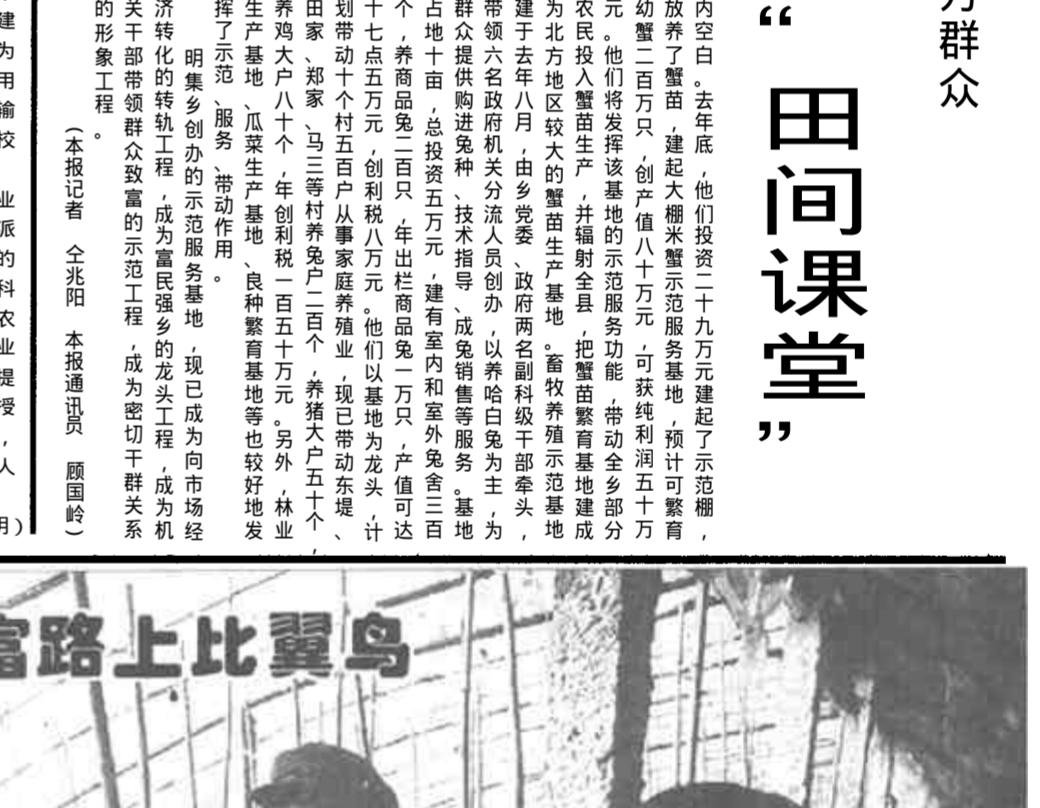 群众
“田间课堂”
内空白。去年底，他们投资二十九万元建起了示范棚，
放养了蟹苗，建起大棚米蟹示范服务基地，预计可繁育
幼蟹二百万只，创产值八十万元，可获纯利润五十万
元。他们将发挥该基地的示范服务功能，带动全乡部分
农民投入蟹苗生产，并辐射全县，把蟹苗繁育基地建成
为北方地区较大的蟹苗生产基地。畜牧养殖示范基地
建于去年八月，由乡党委、政府两名副科级干部牵头，
带领六名政府机关分流人员创办，以养哈白兔为主，为
群众提供购进兔种、技术指导、成兔销售等服务。基地
占地十亩，总投资五万元，建有室内和室外兔舍三百
个，养商品兔二百只，年出栏商品兔一万只，产值可达
十七点五万元，创利税八万元。他们以基地为龙头，计
划带动十个村五百户从事家庭养殖业，现已带动东堤、
田家、郑家、马三等村养兔户二百个，养猪大户五十个，
养鸡大户八十个，年创利税一百五十万元。另外，林业
生产基地、瓜菜生产基地、良种繁育基地等也较好地发
挥了示范、服务、带动作用。
明集乡创办的示范服务基地，现已成为向市场经
济转化的转轨工程，成为富民强乡的龙头工程，成为机
关干部带领群众致富的示范工程，成为密切干群关系
的形象工程。
（本报记者 仝兆阳 本报通讯员 顾国岭）
建为用输校
业派的科农业提授，人
月）
富路上比翼鸟